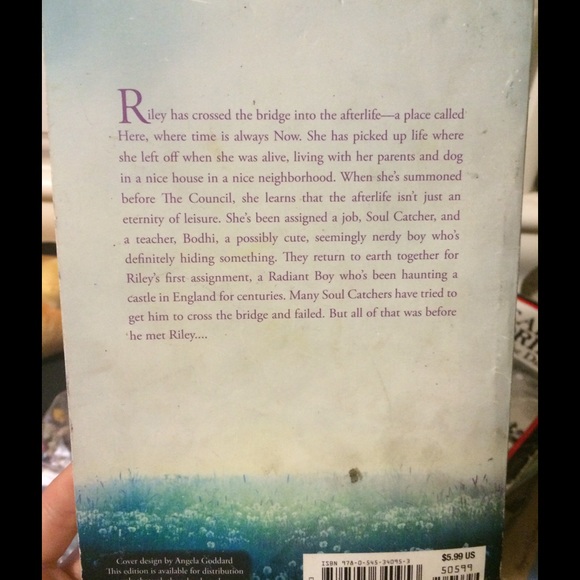 Riley has crossed the bridge into the afterlife—a place called
Here, where time is always Now. She has picked up life where
she left off when she was alive, living with her parents and dog
in a nice house in a nice neighborhood. When she's summoned
before The Council, she learns that the afterlife isn't just an
eternity of leisure. She's been assigned a job, Soul Catcher, and
a teacher, Bodhi, a possibly cute, seemingly nerdy boy who's
definitely hiding something. They return to earth together for
Riley's first assignment, a Radiant Boy who's been haunting a
castle in England for centuries. Many Soul Catchers have tried to
get him to cross the bridge and failed. But all of that was before
he met Riley....
Cover design by Angela Goddard
This edition is available for distribution
ISBN 978-0-545-34095-3
$5.99 US
50599